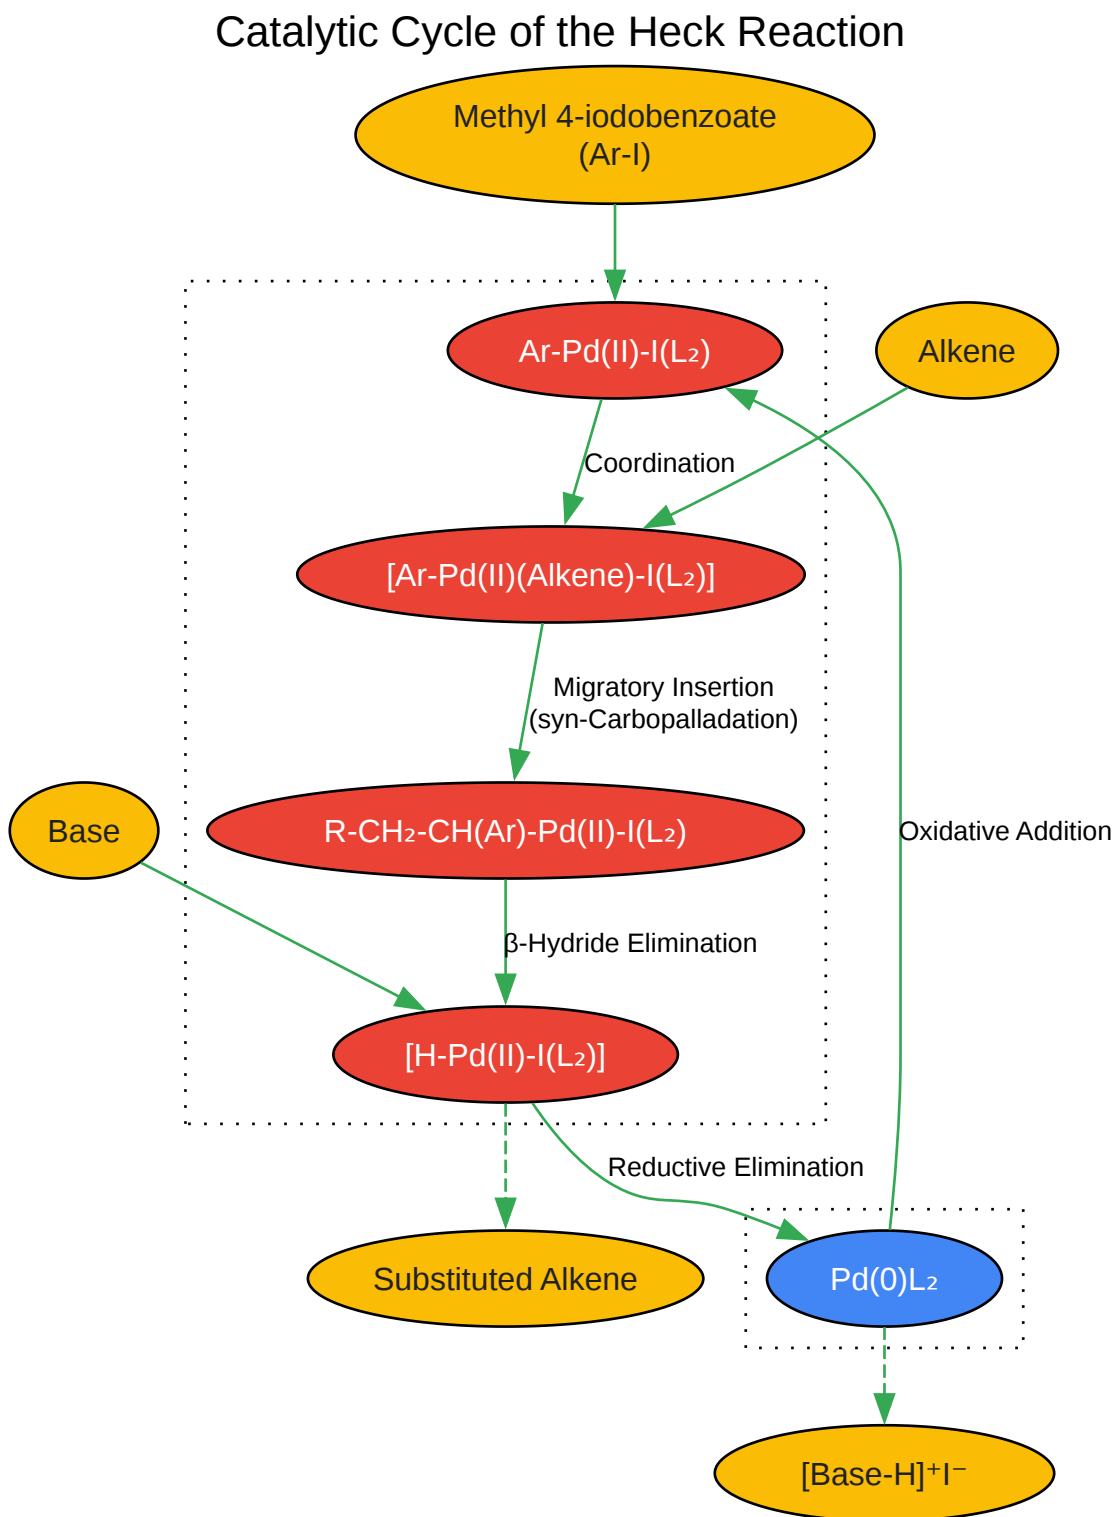 Catalytic Cycle of the Heck Reaction
Methyl 4-iodobenzoate
(Ar-I)
Ar-Pd(II)-I(L₂)
Alkene
Coordination
[Ar-Pd(II)(Alkene)-I(L₂)]
Migratory Insertion
(syn-Carbopalladation)
Base
R-CH₂-CH(Ar)-Pd(II)-I(L₂)
Oxidative Addition
β-Hydride Elimination
[H-Pd(II)-I(L₂)]
Reductive Elimination
Substituted Alkene
Pd(0)L₂
[Base-H]⁺I⁻